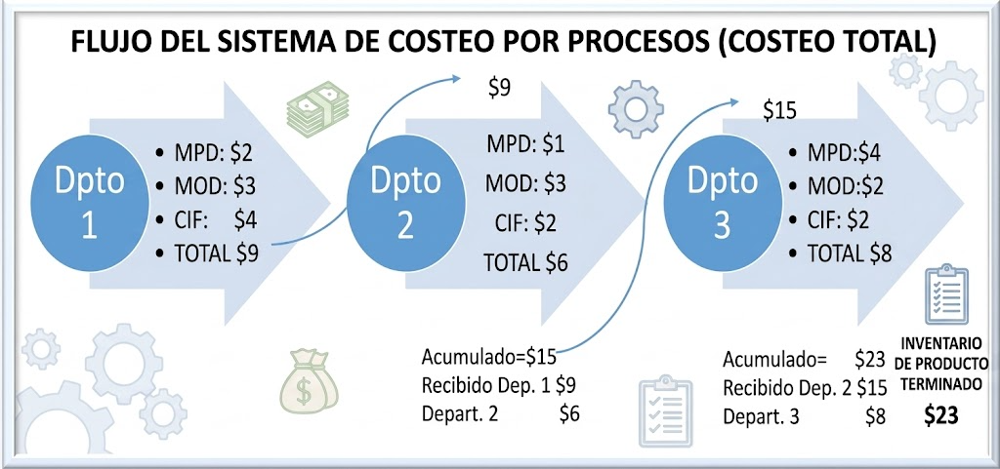 FLUJO DEL SISTEMA DE COSTEO POR PROCESOS (COSTEO TOTAL)
Dpto
1
• MPD: $2
• MOD: $3
• CIF: $4
• TOTAL $9
$9
Dpto
2
MPD: $1
MOD: $3
CIF: $2
TOTAL $6
Acumulado=$15
Recibido Dep. 1 $9
Depart. 2 $6
$15
Dpto
3
• MPD:$4
• MOD:$2
• CIF: $2
• TOTAL $8
Acumulado= $23
Recibido Dep. 2 $15
Depart. 3 $8
INVENTARIO
DE PRODUCTO
TERMINADO
$23
$